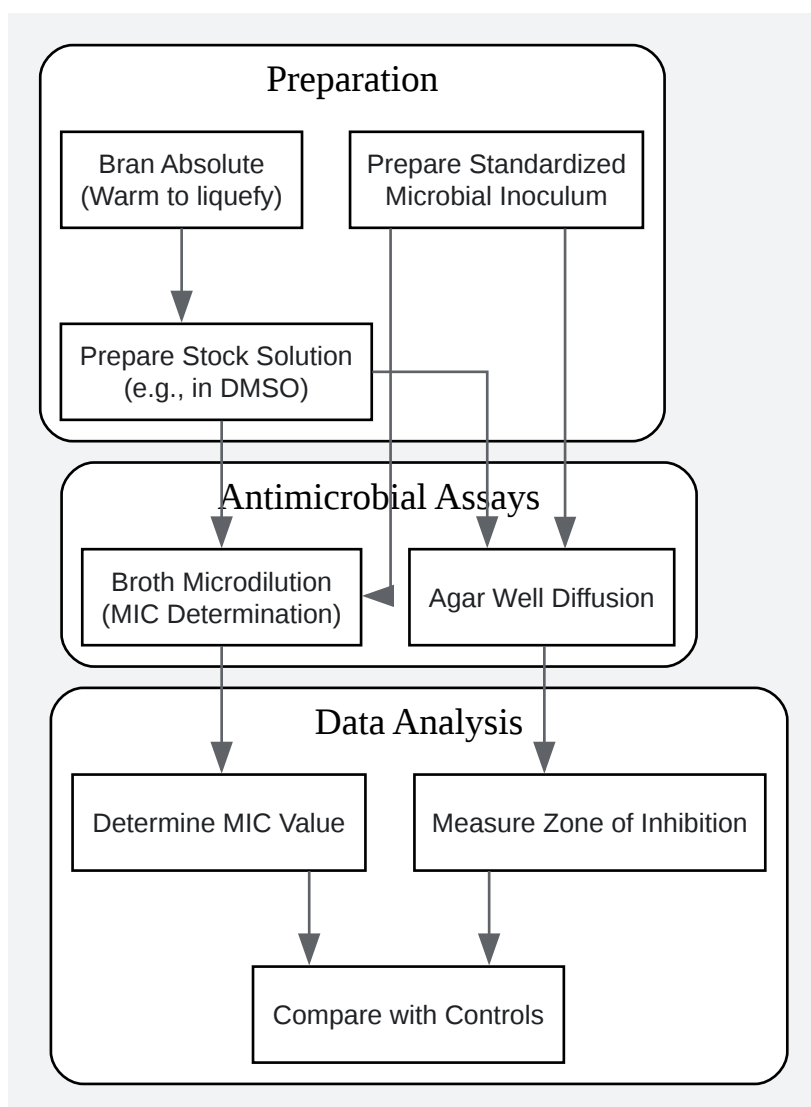 Preparation
Bran Absolute
(Warm to liquefy)
Prepare Standardized
Microbial Inoculum
Prepare Stock Solution
(e.g., in DMSO)
Antimicrobial Assays
Broth Microdilution
(MIC Determination)
Agar Well Diffusion
Data Analysis
Determine MIC Value
Measure Zone of Inhibition
Compare with Controls